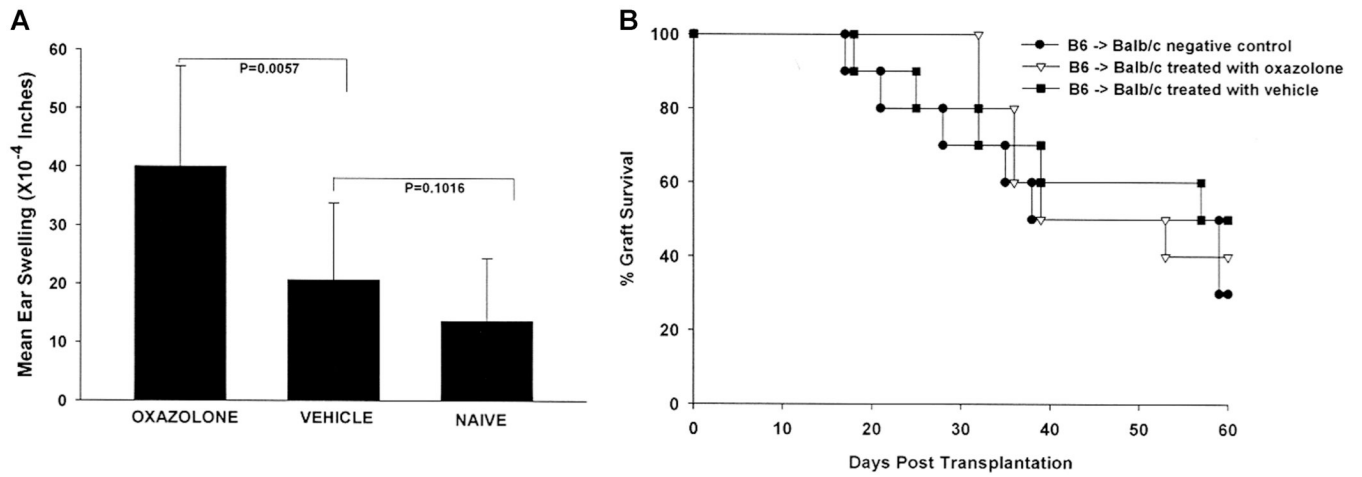 A
Mean Ear Swelling (X10⁻⁴ Inches)
60
50
40
30
20
10
0
P=0.0057
P=0.1016
OXAZOLONE VEHICLE NAIVE
B
% Graft Survival
100
80
60
40
20
0
B6 -> Balb/c negative control
B6 -> Balb/c treated with oxazolone
B6 -> Balb/c treated with vehicle
0 10 20 30 40 50 60
Days Post Transplantation